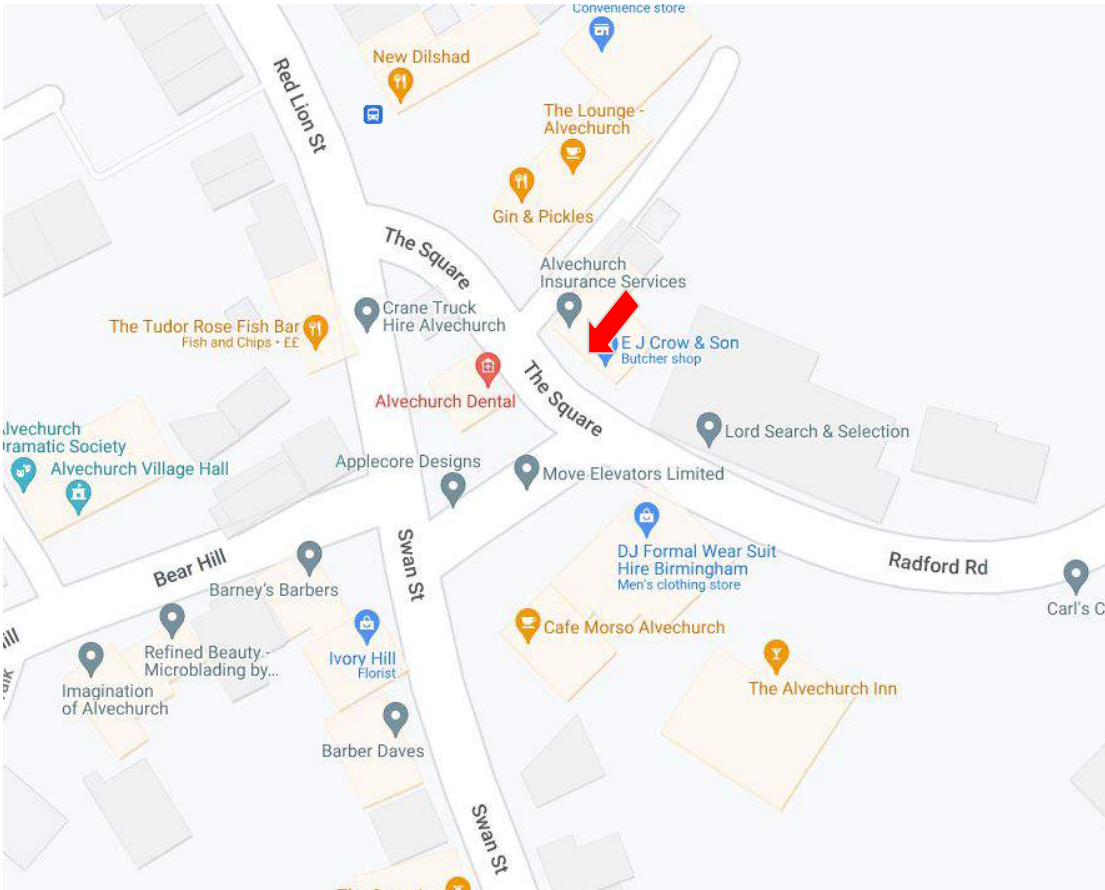 Convenience store
New Dilshad
Red Lion St
The Lounge -
Alvechurch
Gin & Pickles
The Square
Alvechurch
Insurance Services
Crane Truck
Hire Alvechurch
The Tudor Rose Fish Bar
Fish and Chips · ££
E J Crow & Son
Butcher shop
Alvechurch Dental
The Square
lvechurch
ramatic Society
Alvechurch Village Hall
Lord Search & Selection
Applecore Designs
Move Elevators Limited
DJ Formal Wear Suit
Hire Birmingham
Men's clothing store
Radford Rd
Bear Hill
Swan St
Barney's Barbers
Carl's C
Cafe Morso Alvechurch
ill
Refined Beauty -
Microblading by...
Ivory Hill
Florist
Imagination
of Alvechurch
The Alvechurch Inn
Barber Daves
Swan St